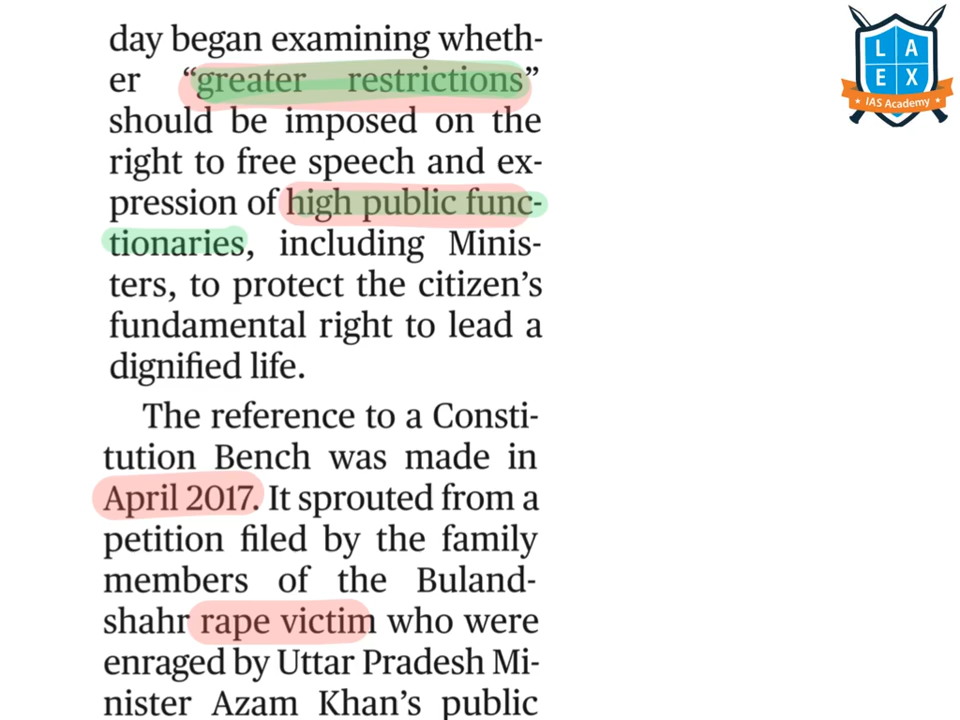 day began examining wheth-
er “greater restrictions”
should be imposed on the
right to free speech and ex-
pression of high public func-
tionaries, including Minis-
ters, to protect the citizen’s
fundamental right to lead a
dignified life.
The reference to a Consti-
tution Bench was made in
April 2017. It sprouted from a
petition filed by the family
members of the Buland-
shahr rape victim who were
enraged by Uttar Pradesh Mi-
nister Azam Khan’s public
L A
E X
IAS Academy